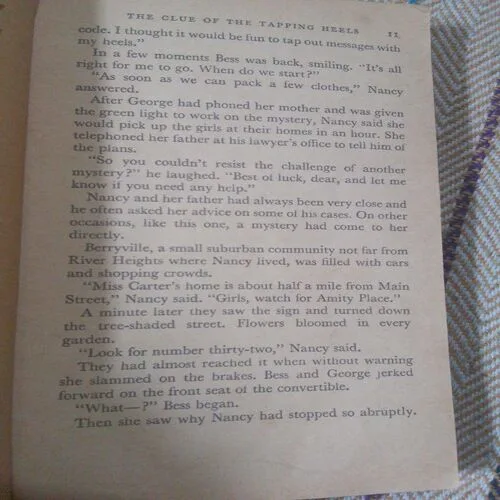 THE CLUE OF THE TAPPING HEELS 11
code. I thought it would be fun to tap out messages with
my heels."
In a few moments Bess was back, smiling. "It's all
right for me to go. When do we start?"
"As soon as we can pack a few clothes," Nancy
answered.
After George had phoned her mother and was given
the green light to work on the mystery, Nancy said she
would pick up the girls at their homes in an hour. She
telephoned her father at his lawyer's office to tell him of
the plans.
"So you couldn't resist the challenge of another
mystery?" he laughed. "Best of luck, dear, and let me
know if you need any help."
Nancy and her father had always been very close and
he often asked her advice on some of his cases. On other
occasions, like this one, a mystery had come to her
directly.
Berryville, a small suburban community not far from
River Heights where Nancy lived, was filled with cars
and shopping crowds.
"Miss Carter's home is about half a mile from Main
Street," Nancy said. "Girls, watch for Amity Place."
A minute later they saw the sign and turned down
the tree-shaded street. Flowers bloomed in every
garden.
"Look for number thirty-two," Nancy said.
They had almost reached it when without warning
she slammed on the brakes. Bess and George jerked
forward on the front seat of the convertible.
"What—?" Bess began.
Then she saw why Nancy had stopped so abruptly.